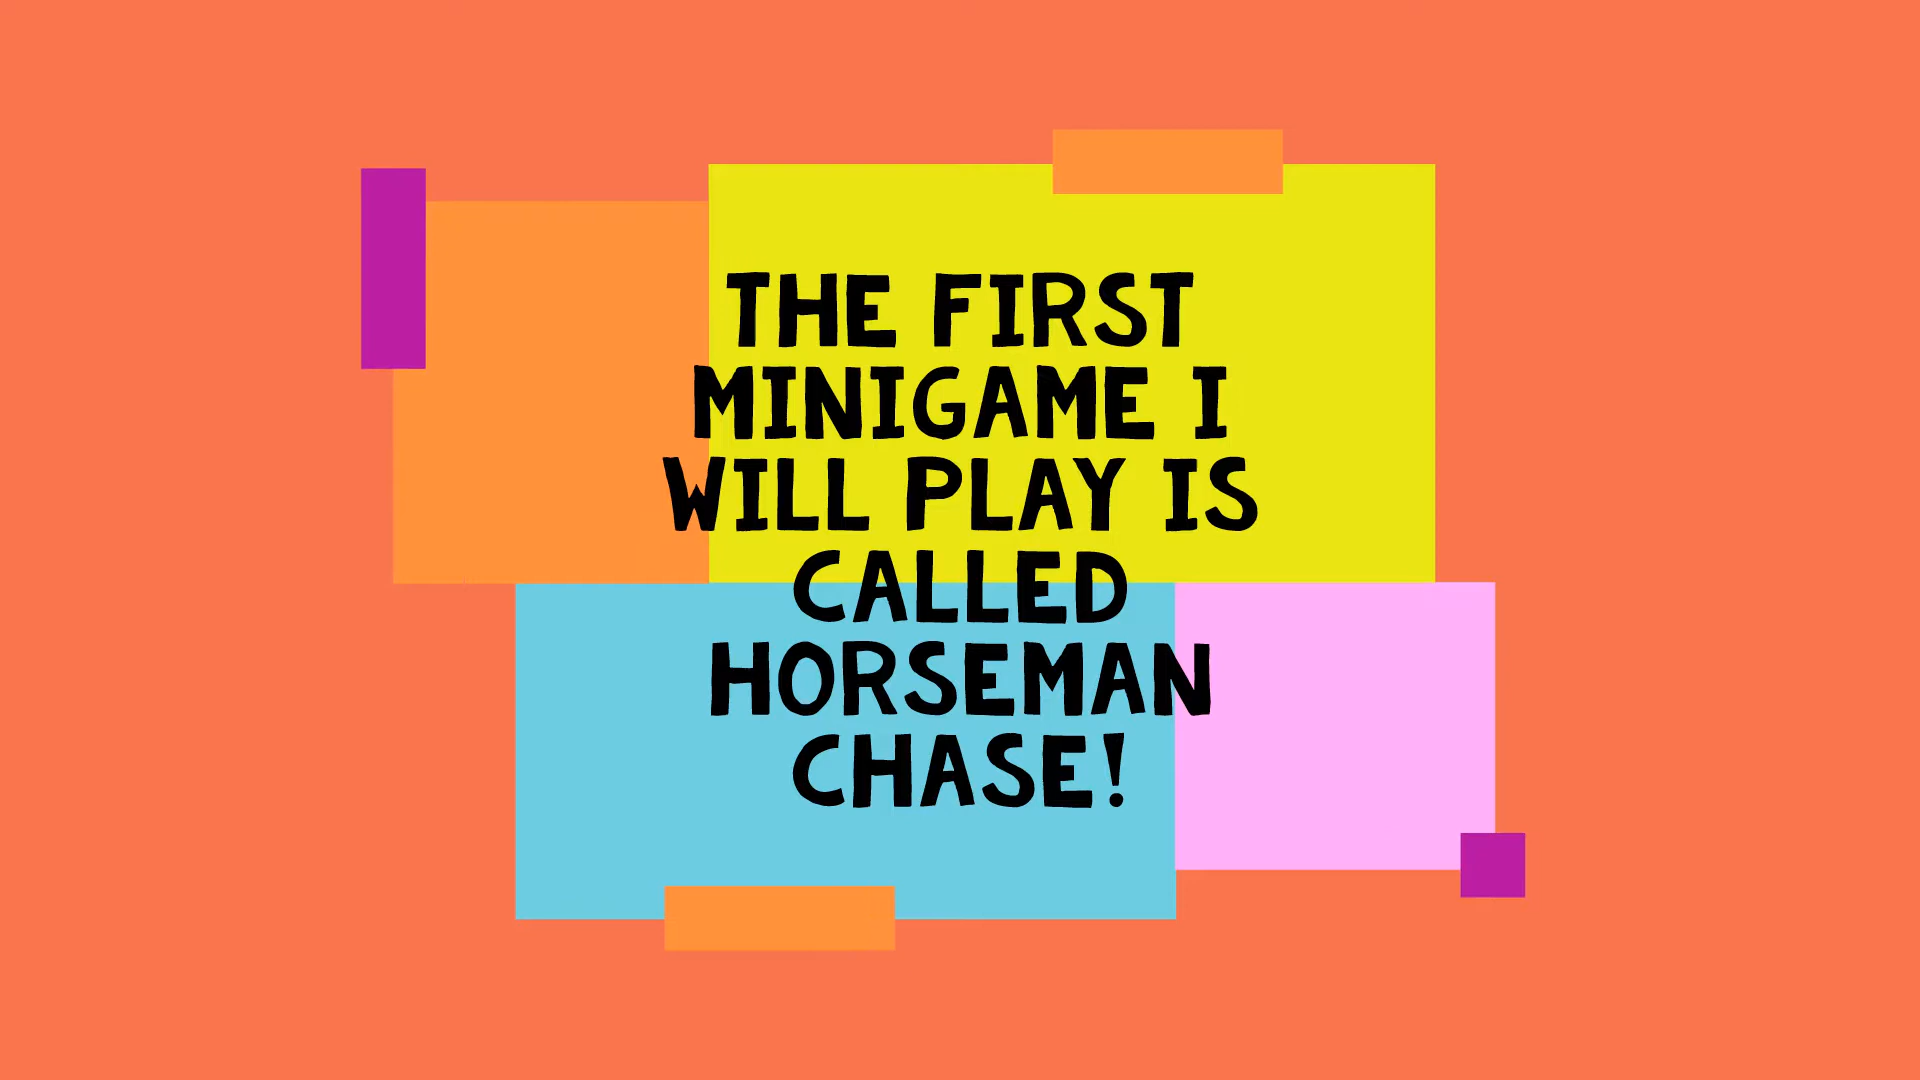 THE FIRST
MINIGAME I
WILL PLAY IS
CALLED
HORSEMAN
CHASE!